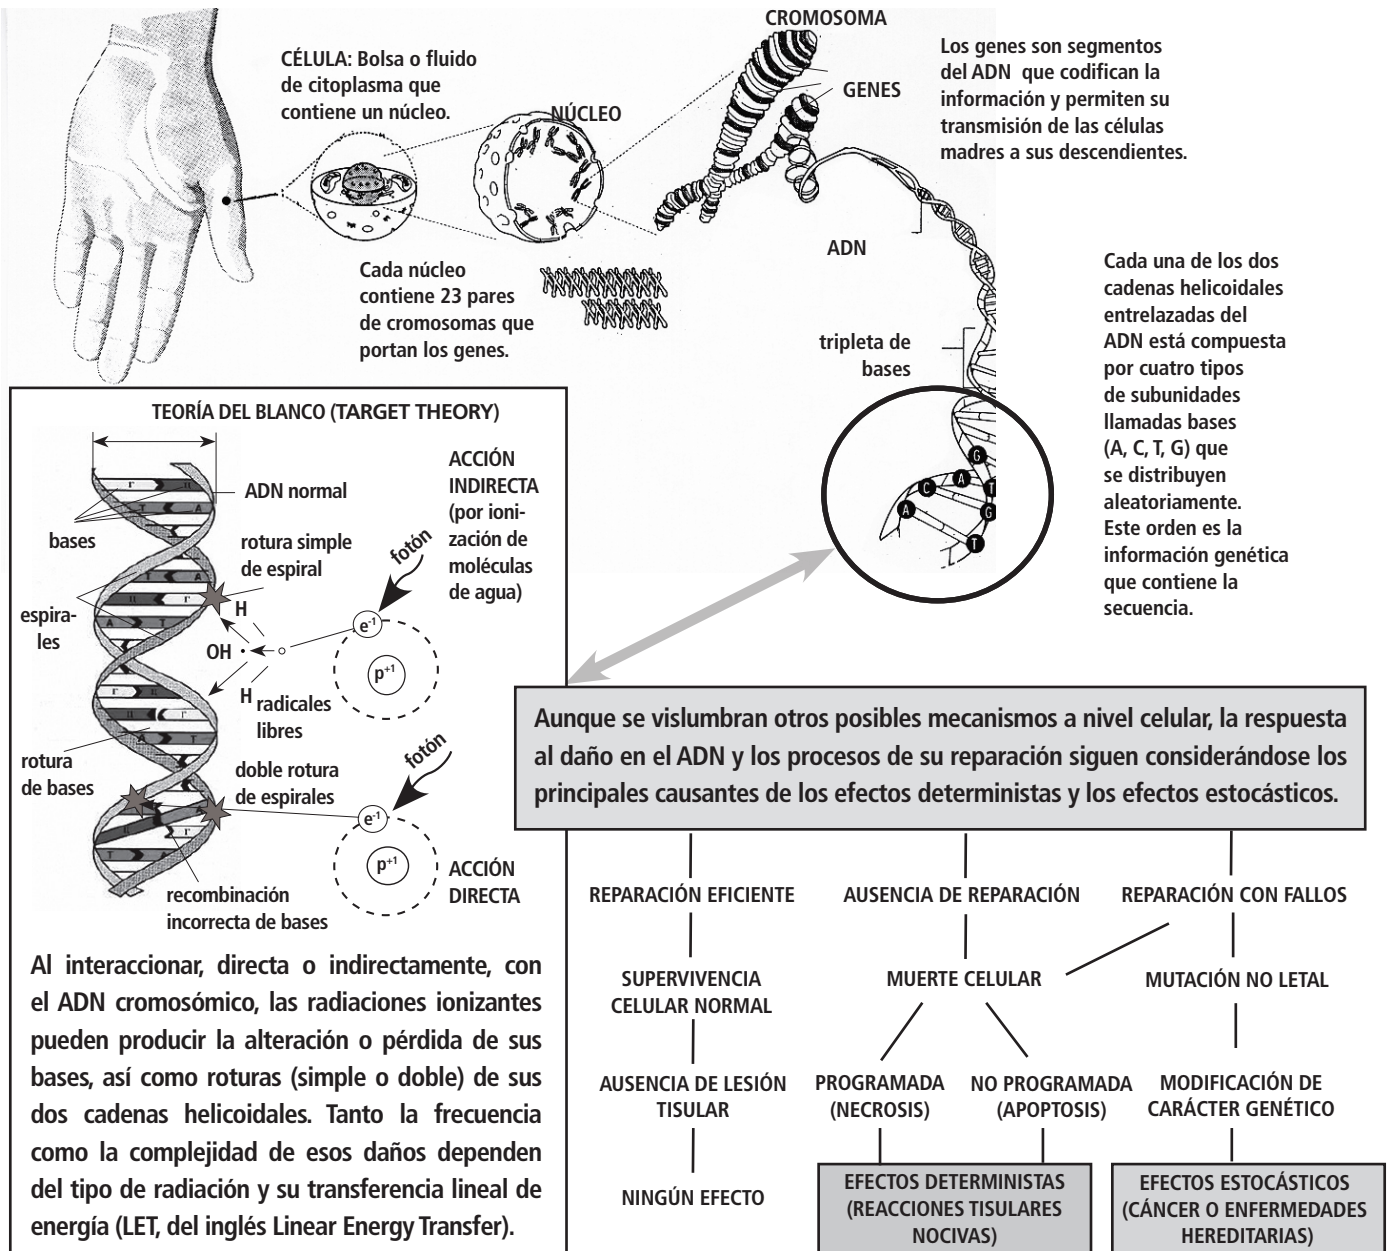 CROMOSOMA
GENES
CÉLULA: Bolsa o fluido
de citoplasma que
contiene un núcleo.
NÚCLEO
Los genes son segmentos
del ADN que codifican la
información y permiten su
transmisión de las células
madres a sus descendientes.
ADN
Cada núcleo
contiene 23 pares
de cromosomas que
portan los genes.
tripleta de
bases
Cada una de los dos
cadenas helicoidales
entrelazadas del
ADN está compuesta
por cuatro tipos
de subunidades
llamadas bases
(A, C, T, G) que
se distribuyen
aleatoriamente.
Este orden es la
información genética
que contiene la
secuencia.
G
A
C
T
A
G
T
TEORÍA DEL BLANCO (TARGET THEORY)
ADN normal
bases
rotura simple
de espiral
espira-
les
ACCIÓN
INDIRECTA
(por ioni-
zación de
moléculas
de agua)
fotón
e-1
p+1
H
OH
H
radicales
libres
rotura
de bases
doble rotura
de espirales
fotón
e-1
p+1
ACCIÓN
DIRECTA
recombinación
incorrecta de bases
T
A
T
A
A
T
A
T
T
A
Al interaccionar, directa o indirectamente, con
el ADN cromosómico, las radiaciones ionizantes
pueden producir la alteración o pérdida de sus
bases, así como roturas (simple o doble) de sus
dos cadenas helicoidales. Tanto la frecuencia
como la complejidad de esos daños dependen
del tipo de radiación y su transferencia lineal de
energía (LET, del inglés Linear Energy Transfer).
Aunque se vislumbran otros posibles mecanismos a nivel celular, la respuesta
al daño en el ADN y los procesos de su reparación siguen considerándose los
principales causantes de los efectos deterministas y los efectos estocásticos.
REPARACIÓN EFICIENTE
AUSENCIA DE REPARACIÓN
REPARACIÓN CON FALLOS
SUPERVIVENCIA
CELULAR NORMAL
MUERTE CELULAR
MUTACIÓN NO LETAL
AUSENCIA DE LESIÓN
TISULAR
PROGRAMADA
(NECROSIS)
NO PROGRAMADA
(APOPTOSIS)
MODIFICACIÓN DE
CARÁCTER GENÉTICO
NINGÚN EFECTO
EFECTOS DETERMINISTAS
(REACCIONES TISULARES
NOCIVAS)
EFECTOS ESTOCÁSTICOS
(CÁNCER O ENFERMEDADES
HEREDITARIAS)